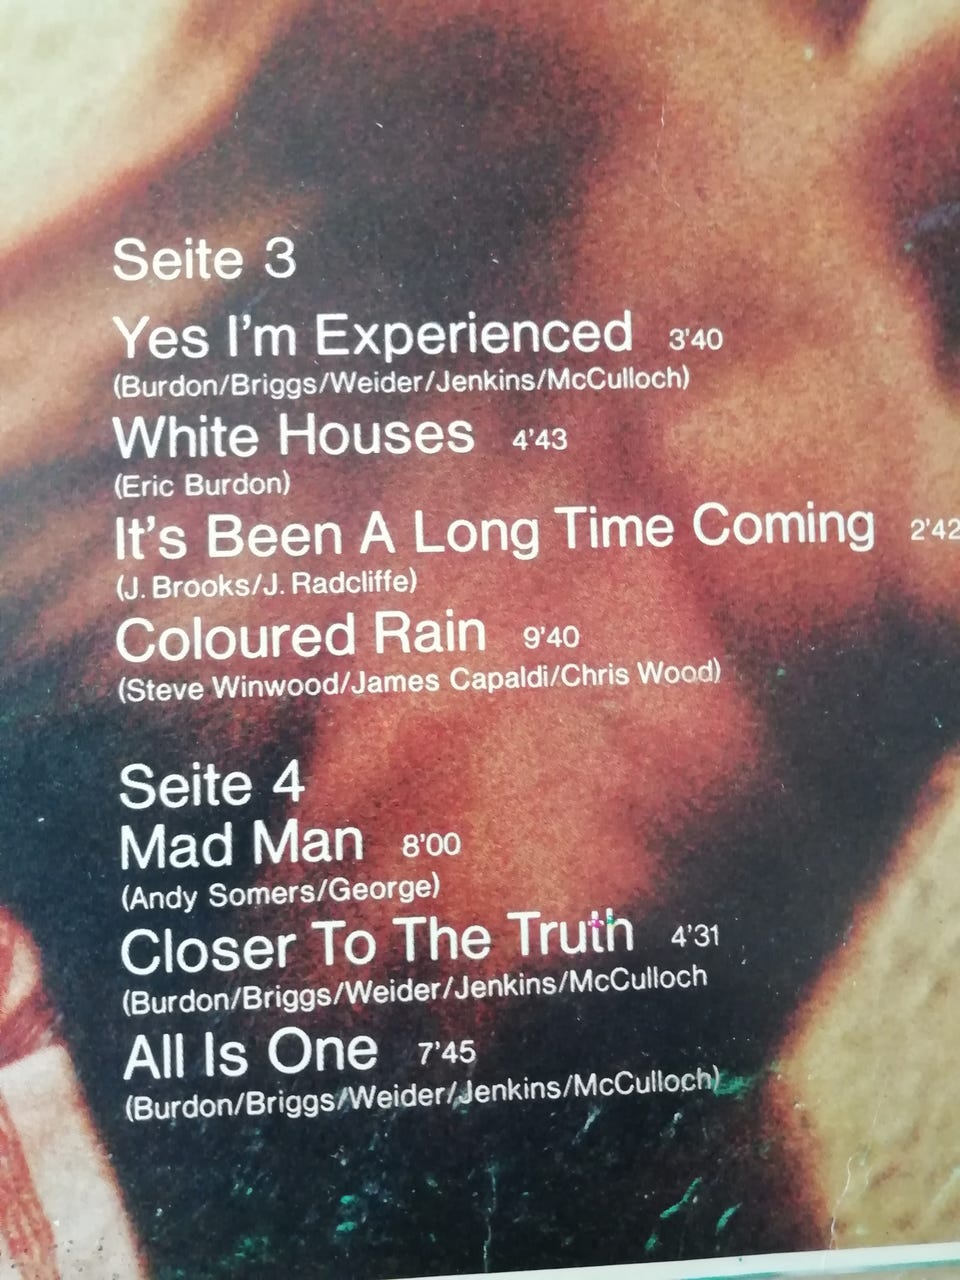 Seite 3
Yes I'm Experienced 3'40
(Burdon/Briggs/Weider/Jenkins/McCulloch)
White Houses 4'43
(Eric Burdon)
It's Been A Long Time Coming 2'42
(J. Brooks/J. Radcliffe)
Coloured Rain 9'40
(Steve Winwood/James Capaldi/Chris Wood)
Seite 4
Mad Man 8'00
(Andy Somers/George)
Closer To The Truth 4'31
(Burdon/Briggs/Weider/Jenkins/McCulloch
All Is One 7'45
(Burdon/Briggs/Weider/Jenkins/McCulloch)